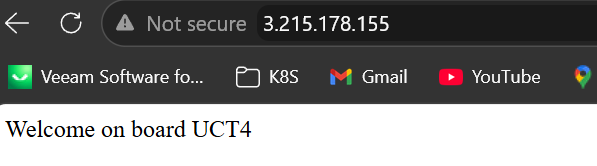 Not secure 3.215.178.155
Veeam Software fo... K8S Gmail YouTube
Welcome on board UCT4